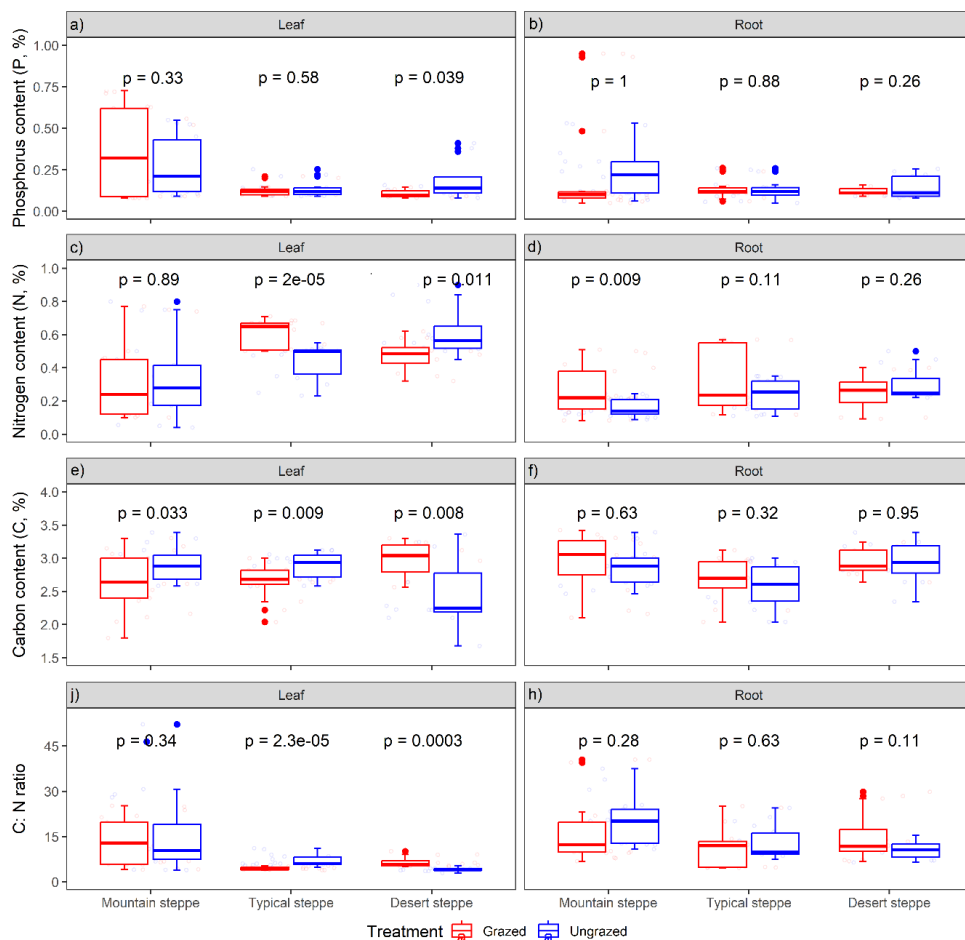 a) Leaf b) Root
Phosphorus content (P, %)
1.00
0.75
0.50
0.25
0.00
p = 0.33 p = 0.58 p = 0.039
p = 1 p = 0.88 p = 0.26
c) Leaf d) Root
Nitrogen content (N, %)
1.0
0.8
0.6
0.4
0.2
0.0
p = 0.89 p = 2e-05 p = 0.011
p = 0.009 p = 0.11 p = 0.26
e) Leaf f) Root
Carbon content (C, %)
4.0
3.5
3.0
2.5
2.0
1.5
p = 0.033 p = 0.009 p = 0.008
p = 0.63 p = 0.32 p = 0.95
j) Leaf h) Root
C: N ratio
45
30
15
0
p = 0.34 p = 2.3e-05 p = 0.0003
p = 0.28 p = 0.63 p = 0.11
Mountain steppe Typical steppe Desert steppe Mountain steppe Typical steppe Desert steppe
Treatment Grazed Ungrazed